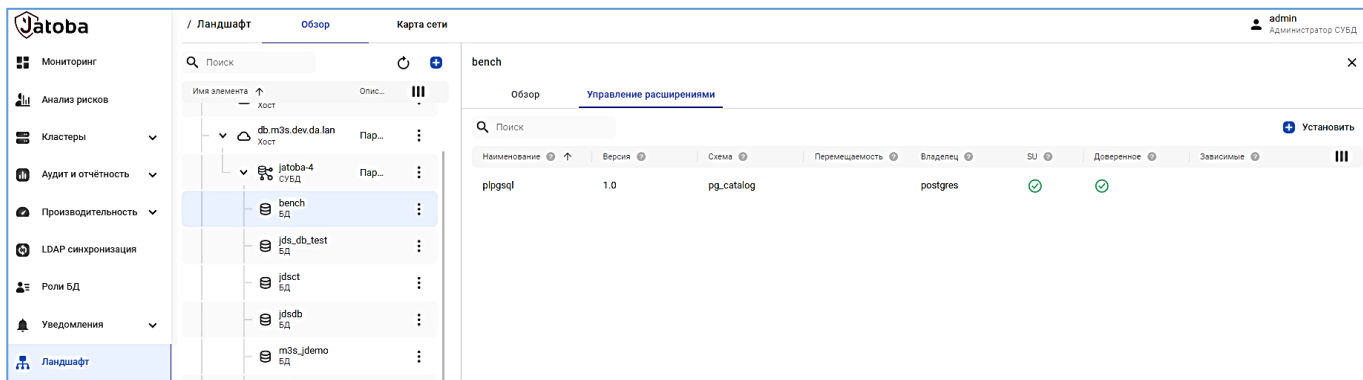 Jatoba
/ Ландшафт Обзор Карта сети
admin
Администратор СУБД
Мониторинг
Анализ рисков
Кластеры
Аудит и отчётность
Производительность
LDAP синхронизация
Роли БД
Уведомления
Ландшафт
Поиск
Имя элемента Опис...
Хост
db.m3s.dev.da.lan Пар...
Хост
jatoba-4 Пар...
СУБД
bench
БД
jds_db_test
БД
jdsct
БД
jdsdb
БД
m3s_jdemo
БД
bench
Обзор Управление расширениями
Поиск Установить
Наименование Версия Схема Перемещаемость Владелец SU Доверенное Зависимые
plpgsql 1.0 pg_catalog postgres